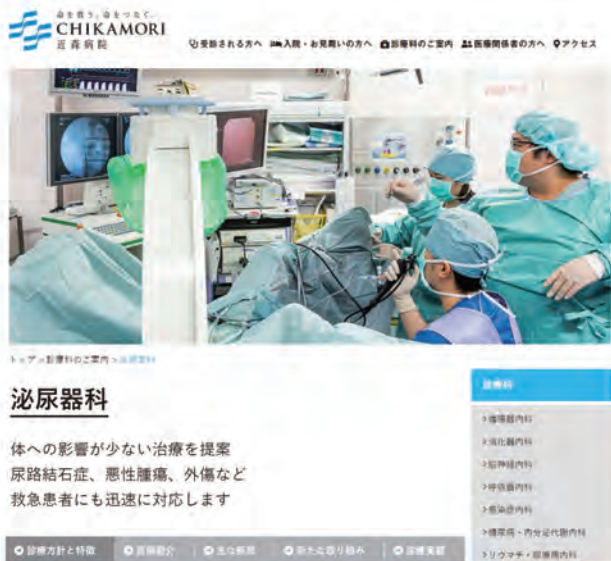 命を救う。命をつなぐ。
CHIKAMORI
近森病院
受診される方へ 入院・お見舞いの方へ 診療科のご案内 医療関係者の方へ アクセス
トップ>診療科のご案内>泌尿器科
泌尿器科
体への影響が少ない治療を提案
尿路結石症、悪性腫瘍、外傷など
救急患者にも迅速に対応します
診療方針と特徴 医師紹介 主な疾患 新たな取り組み 診療実績
診療科
>循環器内科
>消化器内科
>脳神経内科
>呼吸器内科
>感染症内科
>糖尿病・内分泌代謝内科
>リウマチ・膠原病内科